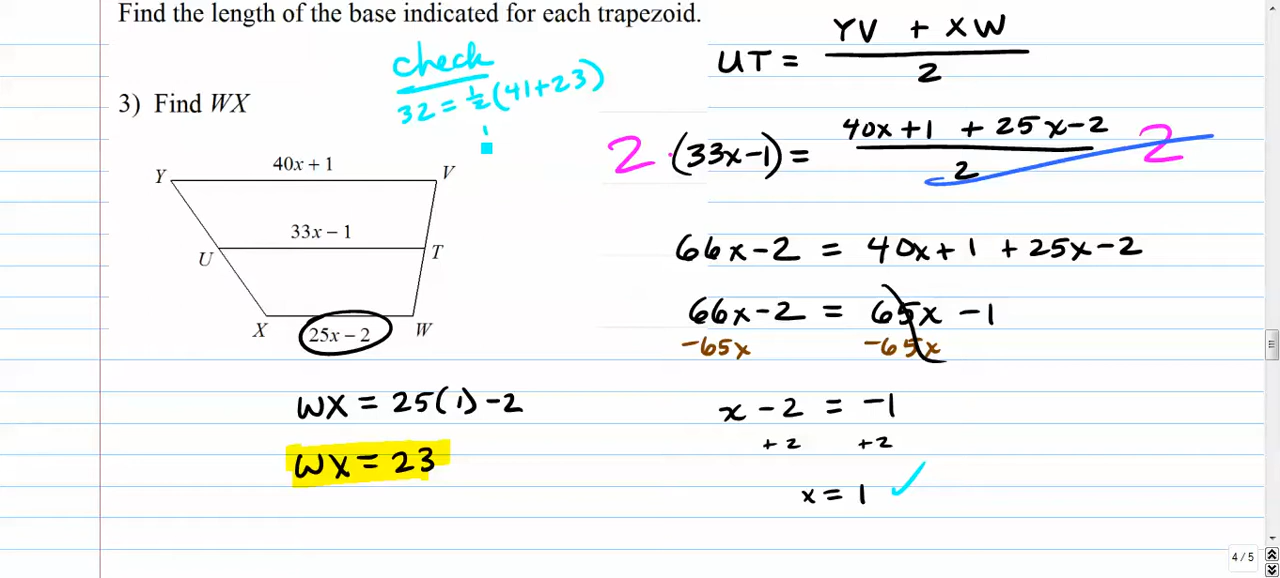 Find the length of the base indicated for each trapezoid.
check
32 = 1/2 (41+23)
3) Find WX
40x + 1
Y
V
33x − 1
U
T
X
25x − 2
W
WX = 25(1) -2
WX = 23
UT = YV + XW / 2
2 · (33x-1) = 40x+1 + 25x-2 / 2 2
66x-2 = 40x+1 +25x-2
66x-2 = 65x -1
-65x -65x
x -2 = -1
+2 +2
x = 1 ✓
4 / 5